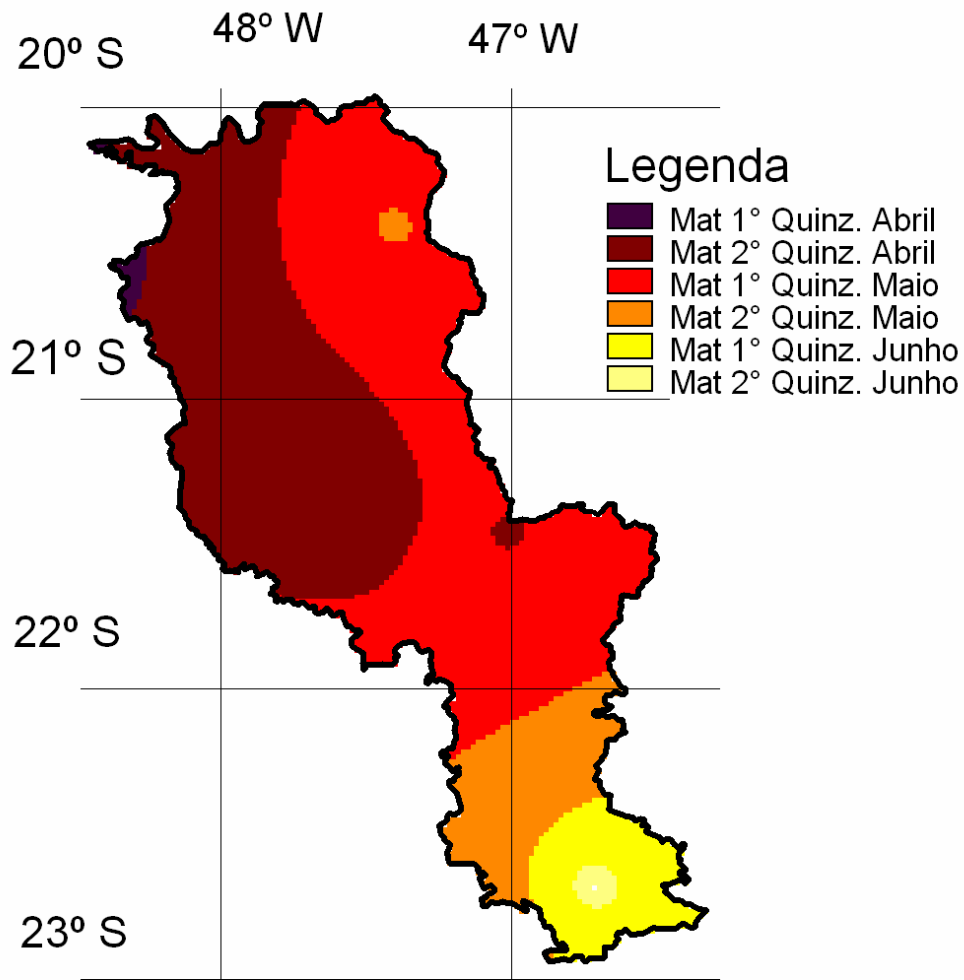 48º W
47º W
20º S
Legenda
Mat 1° Quinz. Abril
Mat 2° Quinz. Abril
Mat 1° Quinz. Maio
Mat 2° Quinz. Maio
Mat 1° Quinz. Junho
Mat 2° Quinz. Junho
21º S
22º S
23º S